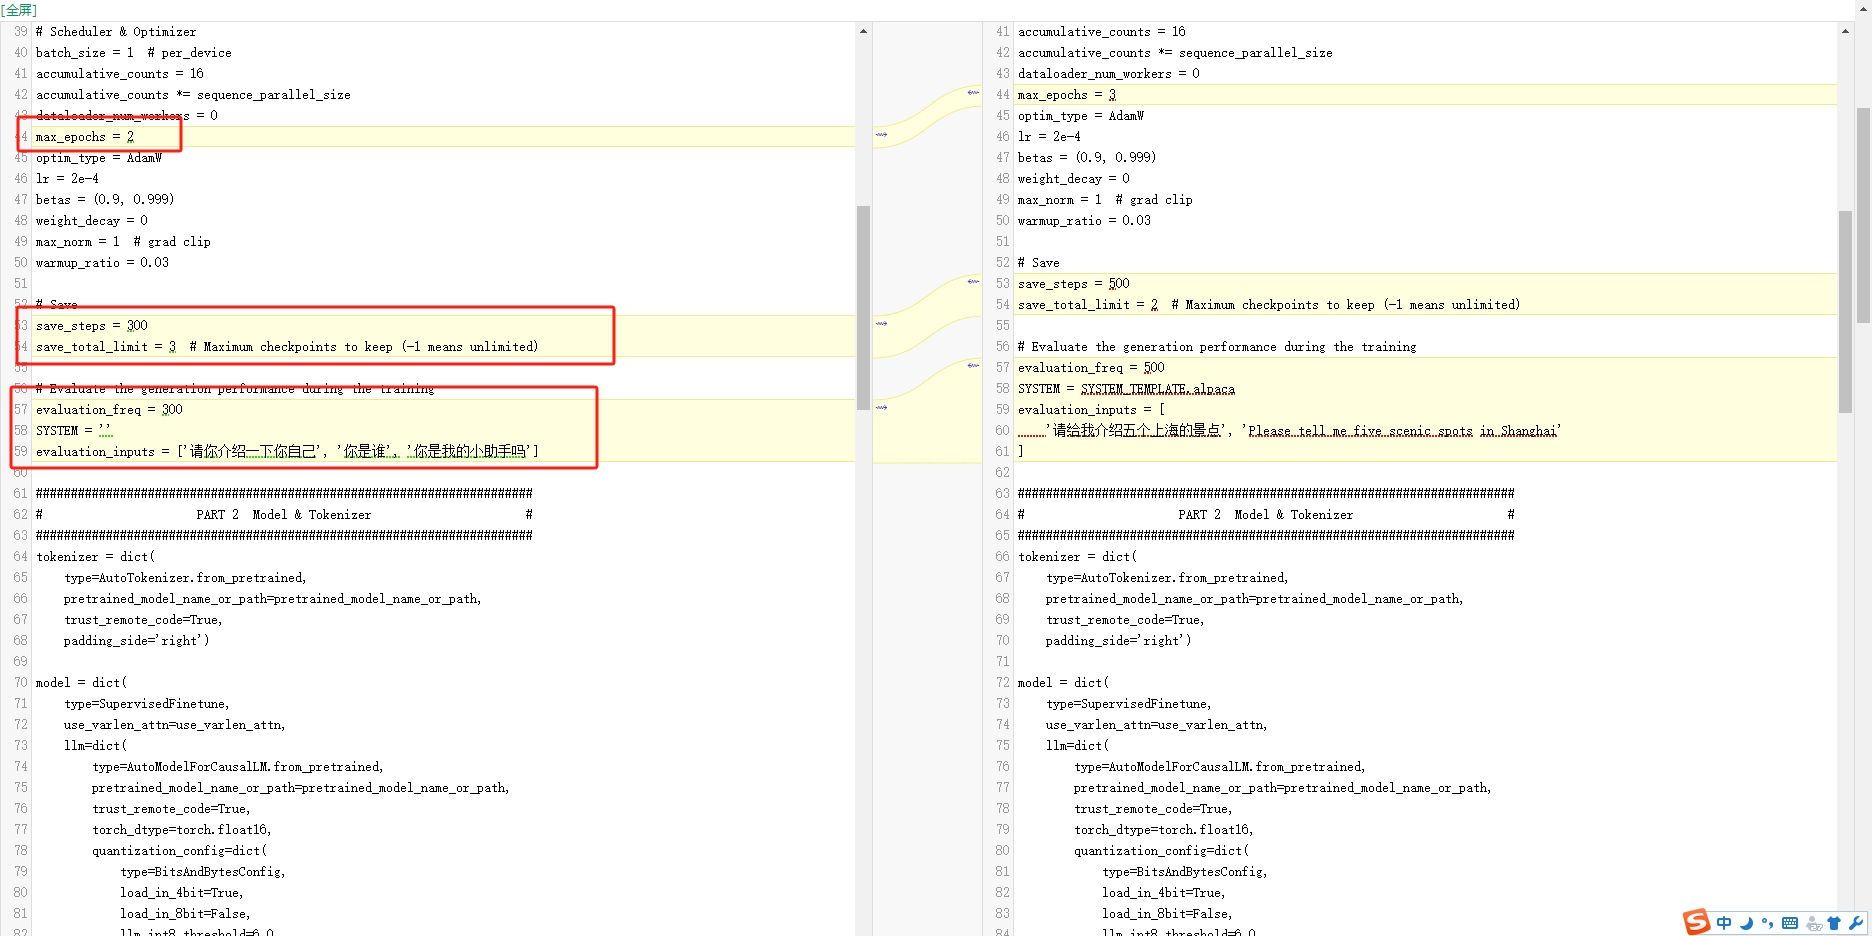 [全屏]
39 # Scheduler & Optimizer
40 batch_size = 1  # per_device
41 accumulative_counts = 16
42 accumulative_counts *= sequence_parallel_size
43 dataloader_num_workers = 0
44 max_epochs = 2
45 optim_type = AdamW
46 lr = 2e-4
47 betas = (0.9, 0.999)
48 weight_decay = 0
49 max_norm = 1  # grad clip
50 warmup_ratio = 0.03
51
52 # Save
53 save_steps = 300
54 save_total_limit = 3  # Maximum checkpoints to keep (-1 means unlimited)
55
56 # Evaluate the generation performance during the training
57 evaluation_freq = 300
58 SYSTEM = ''
59 evaluation_inputs = ['请你介绍一下你自己', '你是谁', '你是我的小助手吗']
60
61 #######################################################################
62 #                      PART 2  Model & Tokenizer                      #
63 #######################################################################
64 tokenizer = dict(
65     type=AutoTokenizer.from_pretrained,
66     pretrained_model_name_or_path=pretrained_model_name_or_path,
67     trust_remote_code=True,
68     padding_side='right')
69
70 model = dict(
71     type=SupervisedFinetune,
72     use_varlen_attn=use_varlen_attn,
73     llm=dict(
74         type=AutoModelForCausalLM.from_pretrained,
75         pretrained_model_name_or_path=pretrained_model_name_or_path,
76         trust_remote_code=True,
77         torch_dtype=torch.float16,
78         quantization_config=dict(
79             type=BitsAndBytesConfig,
80             load_in_4bit=True,
81             load_in_8bit=False,
82             llm_int8_threshold=6.0
41 accumulative_counts = 16
42 accumulative_counts *= sequence_parallel_size
43 dataloader_num_workers = 0
44 max_epochs = 3
45 optim_type = AdamW
46 lr = 2e-4
47 betas = (0.9, 0.999)
48 weight_decay = 0
49 max_norm = 1  # grad clip
50 warmup_ratio = 0.03
51
52 # Save
53 save_steps = 500
54 save_total_limit = 2  # Maximum checkpoints to keep (-1 means unlimited)
55
56 # Evaluate the generation performance during the training
57 evaluation_freq = 500
58 SYSTEM = SYSTEM_TEMPLATE.alpaca
59 evaluation_inputs = [
60     '请给我介绍五个上海的景点', 'Please tell me five scenic spots in Shanghai'
61 ]
62
63 #######################################################################
64 #                      PART 2  Model & Tokenizer                      #
65 #######################################################################
66 tokenizer = dict(
67     type=AutoTokenizer.from_pretrained,
68     pretrained_model_name_or_path=pretrained_model_name_or_path,
69     trust_remote_code=True,
70     padding_side='right')
71
72 model = dict(
73     type=SupervisedFinetune,
74     use_varlen_attn=use_varlen_attn,
75     llm=dict(
76         type=AutoModelForCausalLM.from_pretrained,
77         pretrained_model_name_or_path=pretrained_model_name_or_path,
78         trust_remote_code=True,
79         torch_dtype=torch.float16,
80         quantization_config=dict(
81             type=BitsAndBytesConfig,
82             load_in_4bit=True,
83             load_in_8bit=False,
84             llm_int8_threshold=6.0
S 中